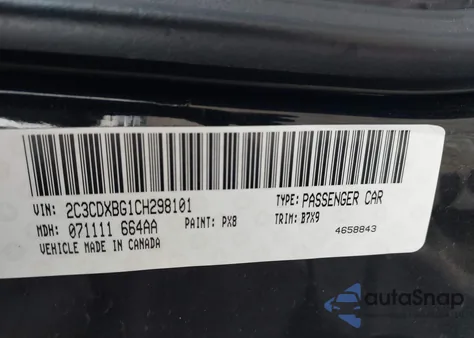 VIN: 2C3CDXBG1CH298101 TYPE: PASSENGER CAR
MDH: 071111 664AA PAINT: PX8 TRIM: B7X9
VEHICLE MADE IN CANADA 4658843
autoSnap